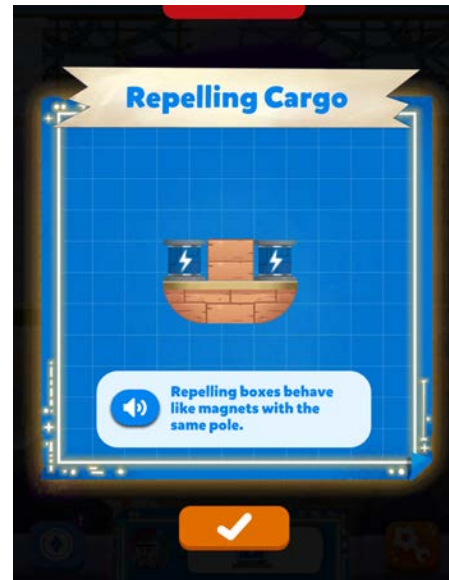 Repelling Cargo
Repelling boxes behave
like magnets with the
same pole.